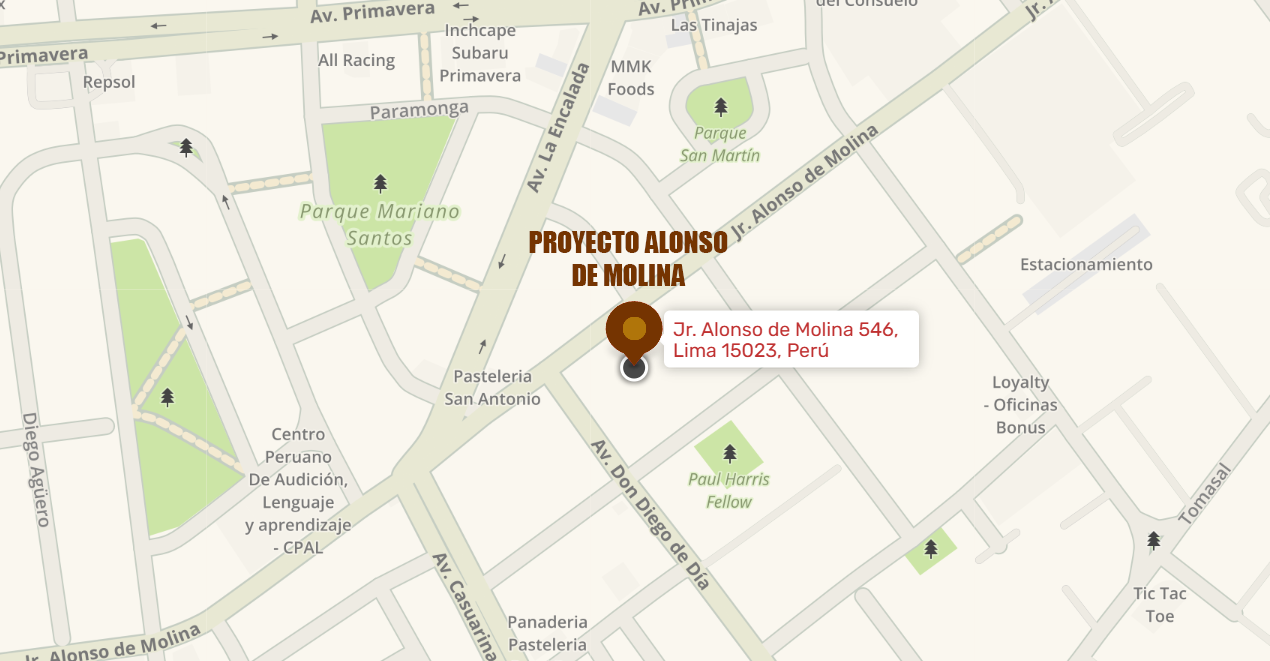 Av. Primavera
Primavera
Inchcape
Subaru
Primavera
All Racing
Repsol
Paramonga
Av. La Encalada
MMK
Foods
Las Tinajas
del Consuelo
Parque
San Martín
Jr. Alonso de Molina
Parque Mariano
Santos
PROYECTO ALONSO
DE MOLINA
Jr. Alonso de Molina 546,
Lima 15023, Perú
Estacionamiento
Pasteleria
San Antonio
Loyalty
- Oficinas
Bonus
Diego Agüero
Centro
Peruano
De Audición,
Lenguaje
y aprendizaje
- CPAL
Av. Don Diego de Día
Paul Harris
Fellow
Tomasal
Tic Tac
Toe
Av. Casuarina
Panaderia
Pasteleria
Jr. Alonso de Molina